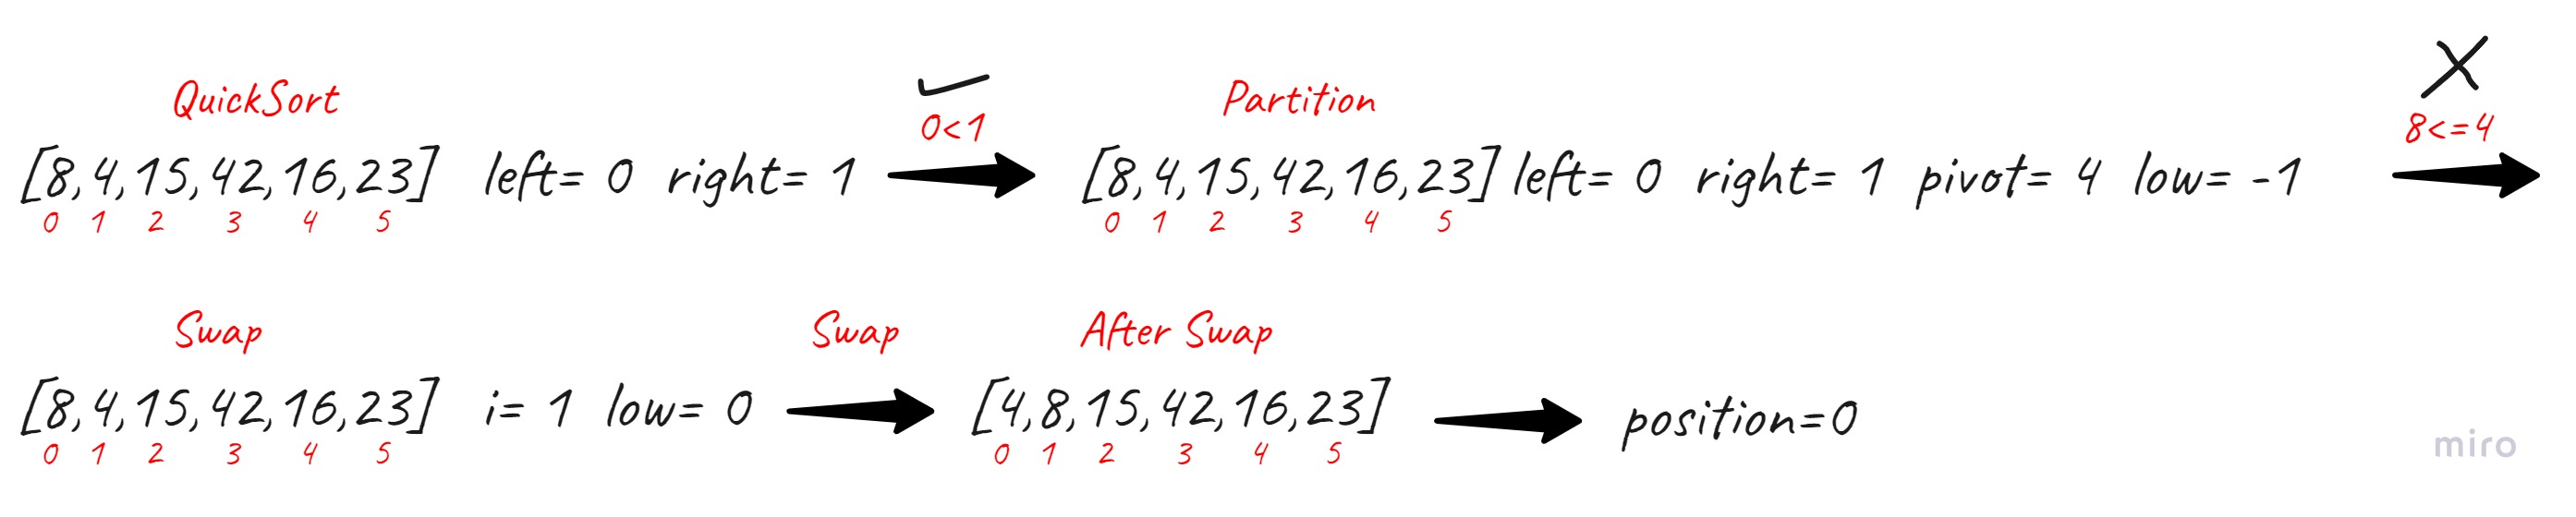 QuickSort
0<1
Partition
8<=4
[8,4,15,42,16,23] left= 0 right= 1
[8,4,15,42,16,23] left= 0 right= 1 pivot= 4 low= -1
0 1 2 3 4 5
0 1 2 3 4 5
Swap
Swap
After Swap
[8,4,15,42,16,23] i= 1 low= 0
[4,8,15,42,16,23]
position=0
0 1 2 3 4 5
0 1 2 3 4 5
miro